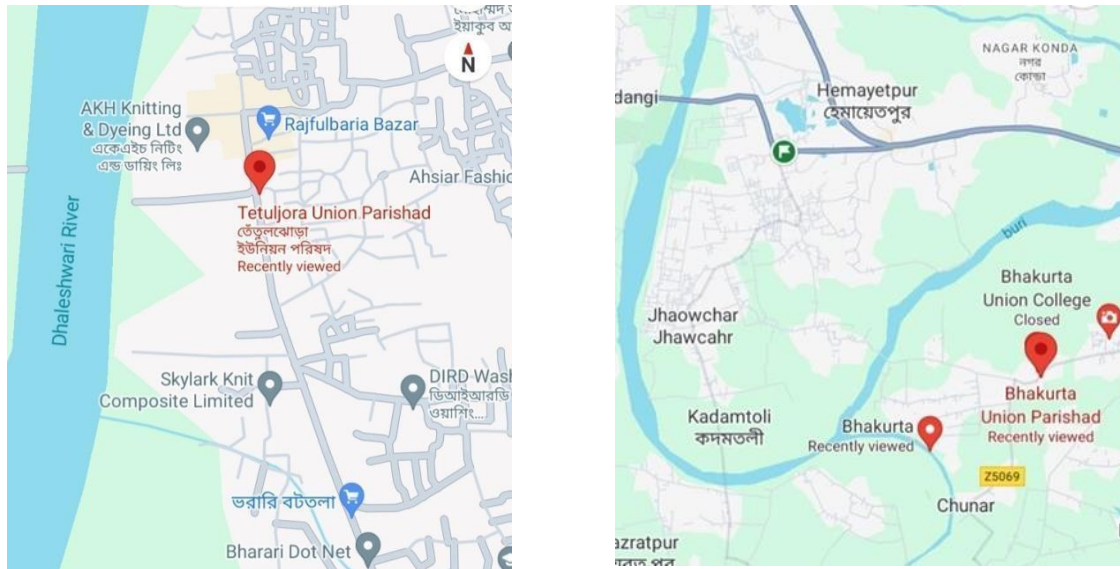 ইয়াকুব অ
N
AKH Knitting
& Dyeing Ltd
একেএইচ নিটিং
এন্ড ডায়িং লিঃ
Rajfulbaria Bazar
Ahsiar Fashio
Tetuljora Union Parishad
তেঁতুলঝোড়া
ইউনিয়ন পরিষদ
Recently viewed
Dhaleshwari River
Skylark Knit
Composite Limited
DIRD Wash
ডিআইআরডি
ওয়াশিং...
ভরারি বটতলা
Bharari Dot Net
NAGAR KONDA
নগর
কোন্ডা
dangi
Hemayetpur
হেমায়েতপুর
buri
Bhakurta
Union College
Closed
Jhaowchar
Jhawcahr
Bhakurta
Union Parishad
Recently viewed
Kadamtoli
কদমতলী
Bhakurta
Recently viewed
Z5069
Chunar
azratpur